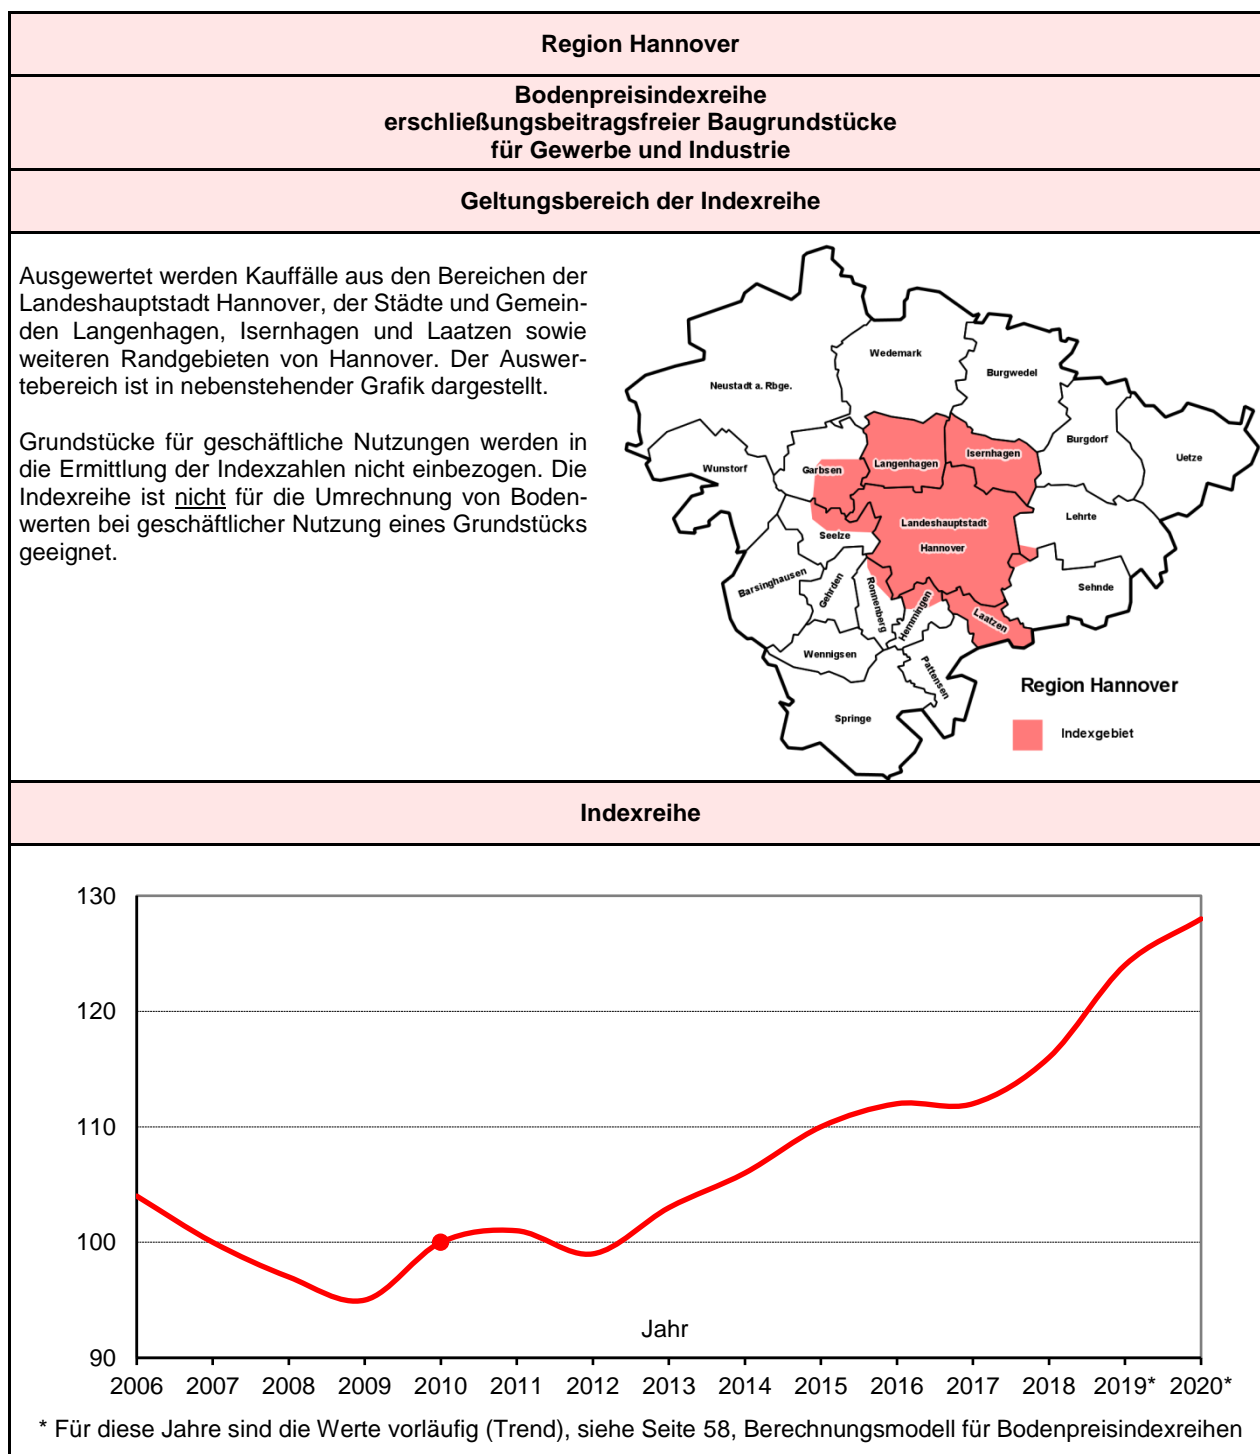 Region Hannover
Bodenpreisindexreihe
erschließungsbeitragsfreier Baugrundstücke
für Gewerbe und Industrie
Geltungsbereich der Indexreihe
Ausgewertet werden Kauffälle aus den Bereichen der
Landeshauptstadt Hannover, der Städte und Gemein-
den Langenhagen, Isernhagen und Laatzen sowie
weiteren Randgebieten von Hannover. Der Auswer-
tebereich ist in nebenstehender Grafik dargestellt.
Grundstücke für geschäftliche Nutzungen werden in
die Ermittlung der Indexzahlen nicht einbezogen. Die
Indexreihe ist nicht für die Umrechnung von Boden-
werten bei geschäftlicher Nutzung eines Grundstücks
geeignet.
Wedemark
Burgwedel
Neustadt a. Rbge.
Burgdorf
Uetze
Isernhagen
Langenhagen
Garbsen
Wunstorf
Lehrte
Landeshauptstadt
Hannover
Seelze
Barsinghausen
Gehrden
Ronnenberg
Hemmingen
Laatzen
Sehnde
Wennigsen
Pattensen
Springe
Region Hannover
Indexgebiet
Indexreihe
130
120
110
100
90
Jahr
2006 2007 2008 2009 2010 2011 2012 2013 2014 2015 2016 2017 2018 2019* 2020*
* Für diese Jahre sind die Werte vorläufig (Trend), siehe Seite 58, Berechnungsmodell für Bodenpreisindexreihen